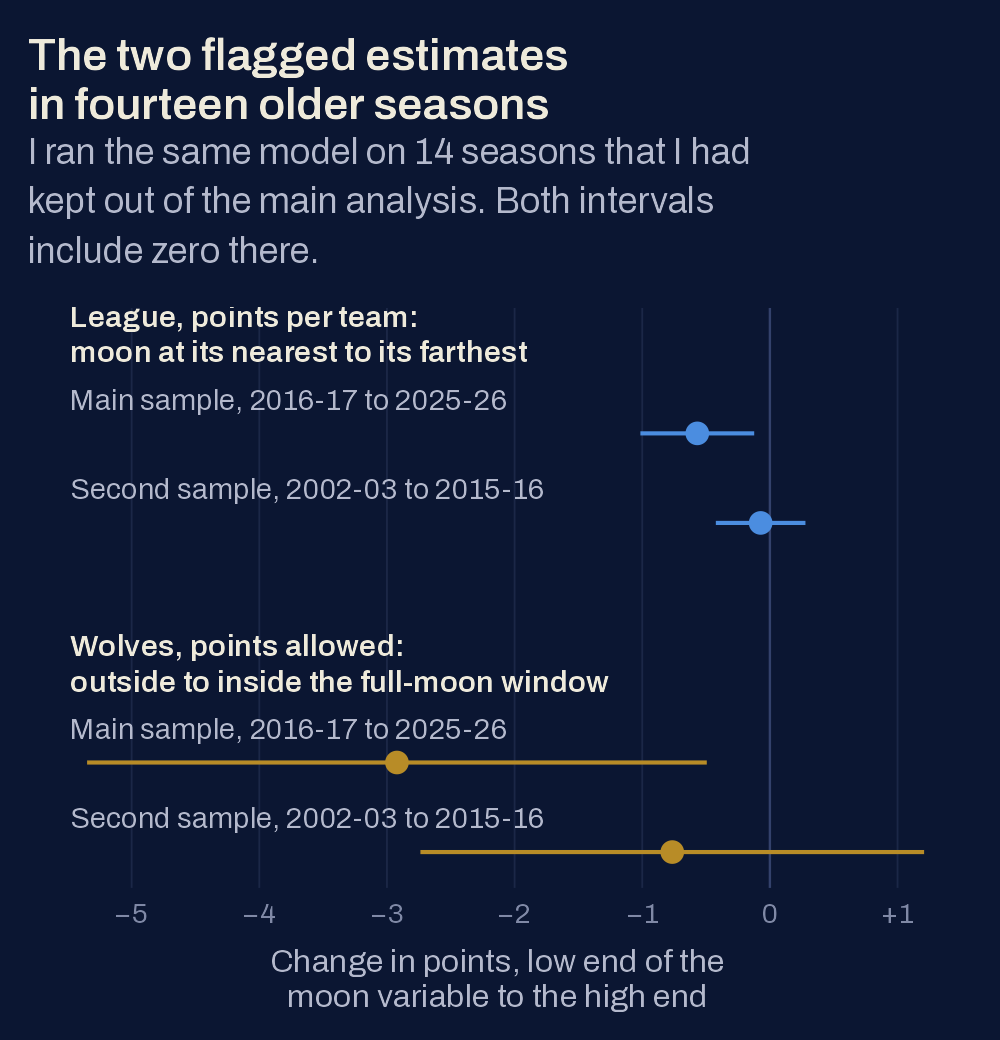 The two flagged estimates
in fourteen older seasons
I ran the same model on 14 seasons that I had
kept out of the main analysis. Both intervals
include zero there.
League, points per team:
moon at its nearest to its farthest
Main sample, 2016-17 to 2025-26
Second sample, 2002-03 to 2015-16
Wolves, points allowed:
outside to inside the full-moon window
Main sample, 2016-17 to 2025-26
Second sample, 2002-03 to 2015-16
−5 −4 −3 −2 −1 0 +1
Change in points, low end of the
moon variable to the high end